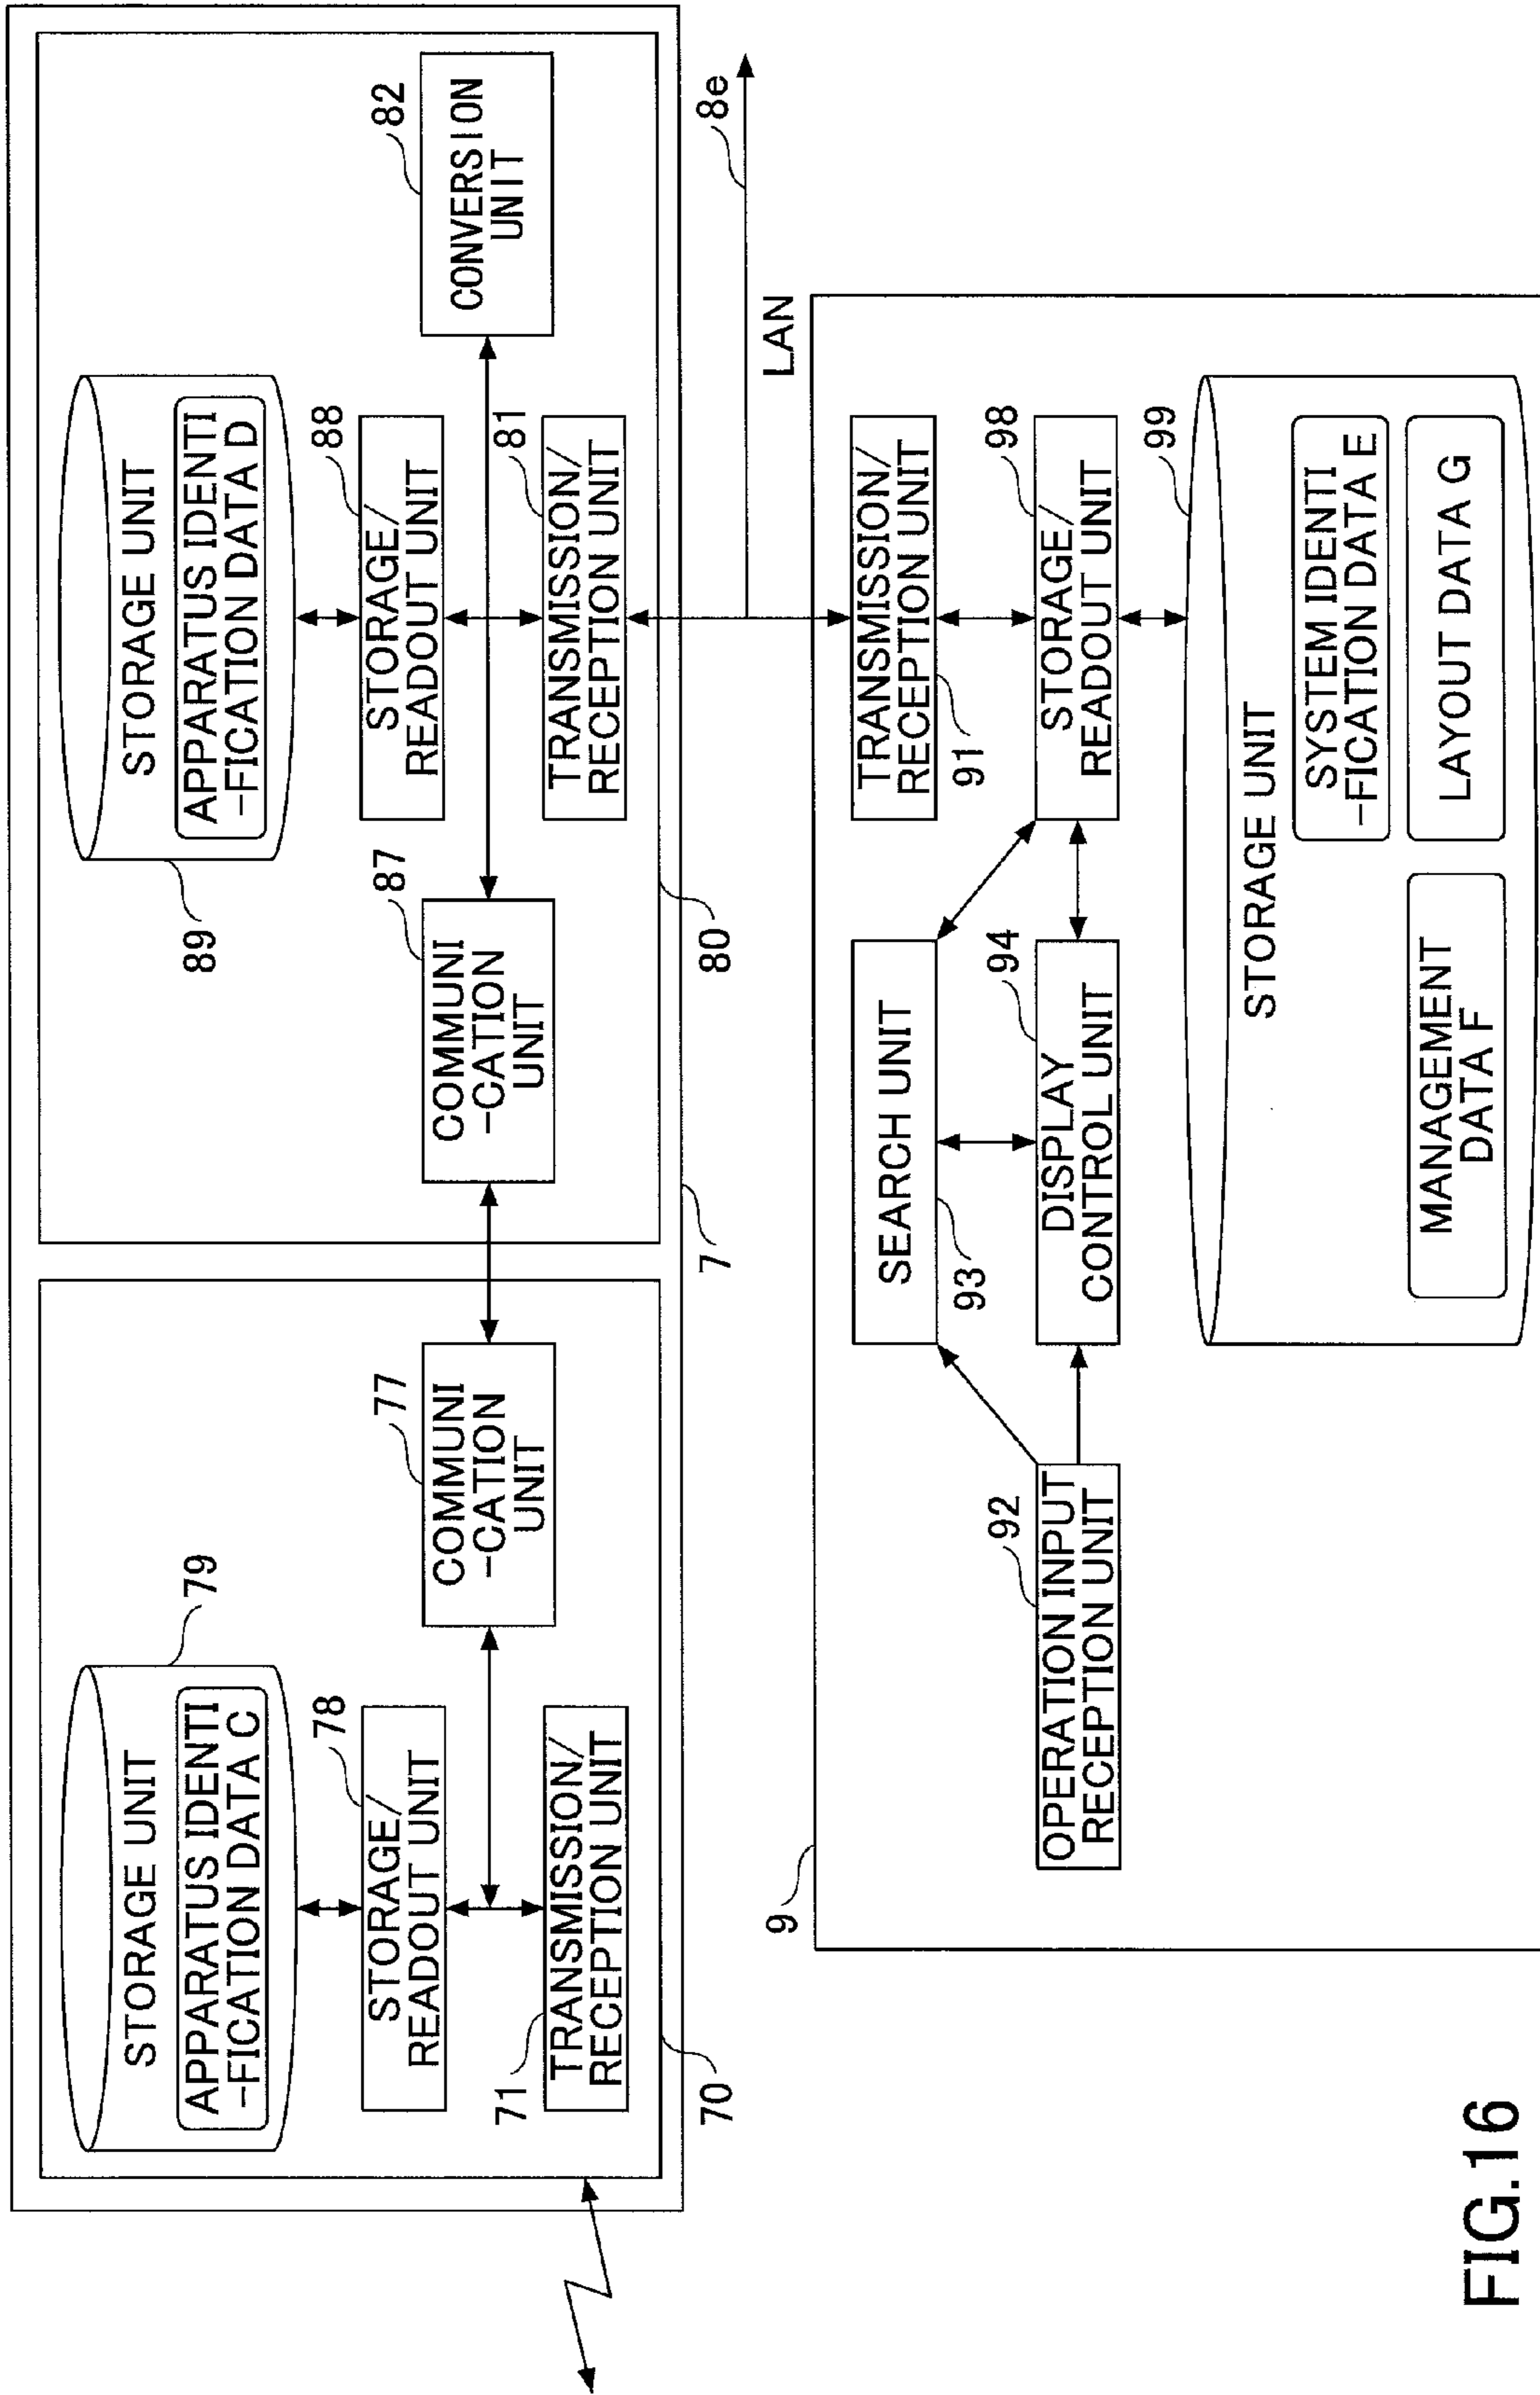 STORAGE UNIT
79
APPARATUS IDENTI
-FICATION DATA C
78
STORAGE/
READOUT UNIT
71
TRANSMISSION/
RECEPTION UNIT
77
COMMUNI
-CATION
UNIT
70
89
STORAGE UNIT
APPARATUS IDENTI
-FICATION DATA D
88
STORAGE/
READOUT UNIT
87
COMMUNI
-CATION
UNIT
82
CONVERSION
UNIT
81
TRANSMISSION/
RECEPTION UNIT
80
7
8e
LAN
9
TRANSMISSION/
RECEPTION UNIT
91
SEARCH UNIT
93
92
OPERATION INPUT
RECEPTION UNIT
94
DISPLAY
CONTROL UNIT
98
STORAGE/
READOUT UNIT
99
STORAGE UNIT
SYSTEM IDENTI
-FICATION DATA E
MANAGEMENT
DATA F
LAYOUT DATA G
FIG.16